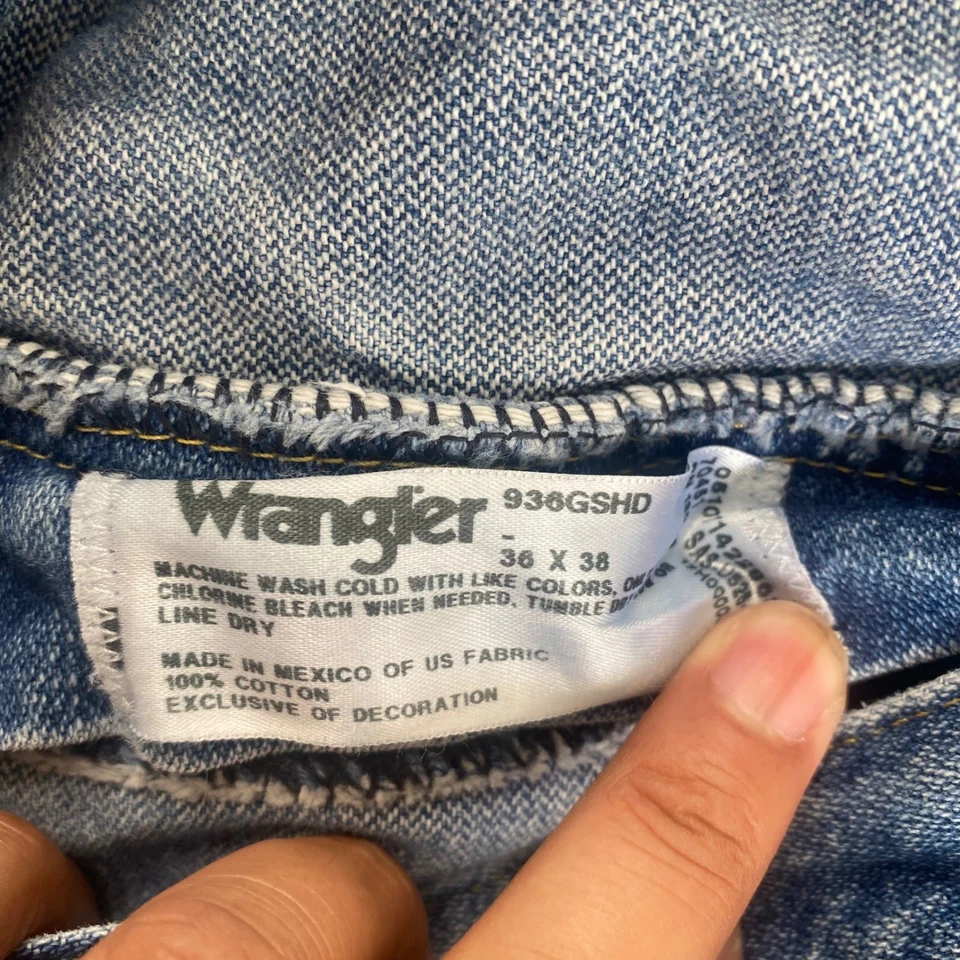 Wrangler 936GSHD
-
36 X 38
MACHINE WASH COLD WITH LIKE COLORS,
CHLORINE BLEACH WHEN NEEDED, TUMBLE
LINE DRY
MADE IN MEXICO OF US FABRIC
100% COTTON
EXCLUSIVE OF DECORATION